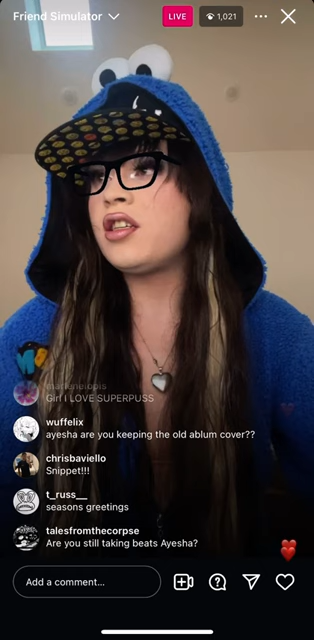 Friend Simulator
LIVE
1,021
marlenelopis
Girl I LOVE SUPERPUSS
wuffelix
ayesha are you keeping the old ablum cover??
chrisbaviello
Snippet!!!
t_russ__
seasons greetings
talesfromthecorpse
Are you still taking beats Ayesha?
Add a comment...